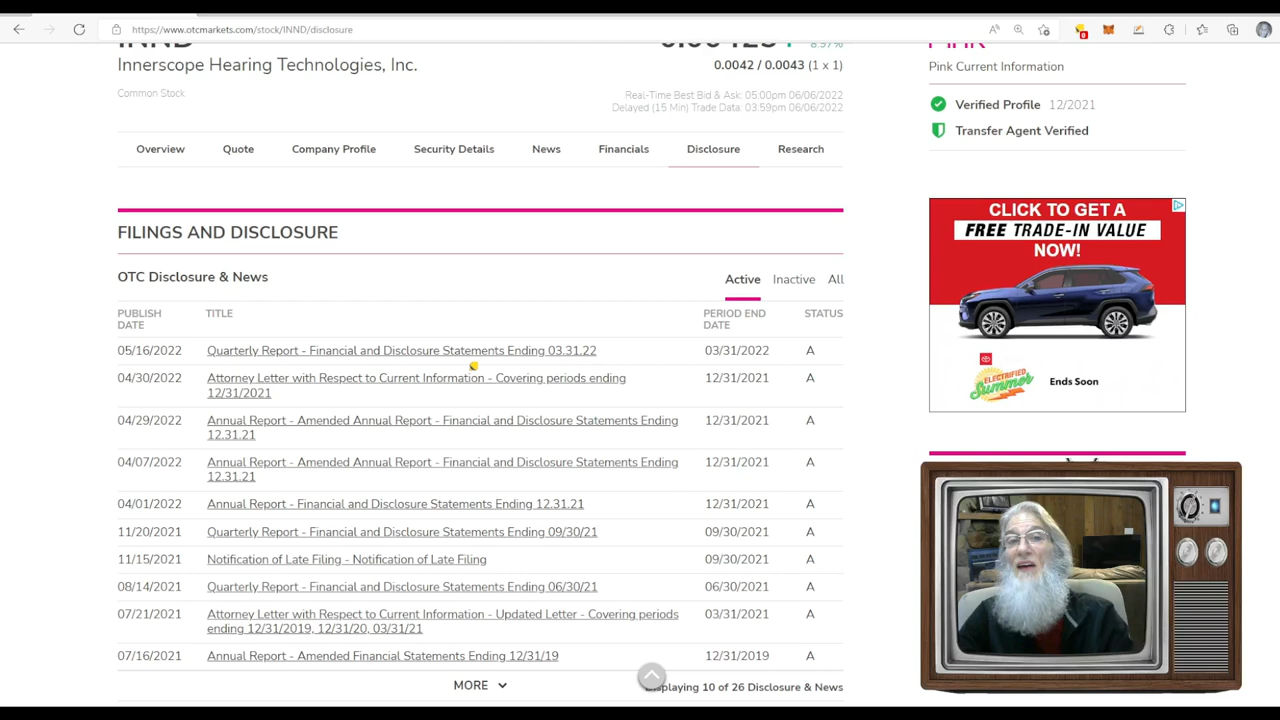 https://www.otcmarkets.com/stock/INND/disclosure
8
INND
8.97%
Innerscope Hearing Technologies, Inc.
0.0042 / 0.0043 (1 x 1)
Common Stock
Real-Time Best Bid & Ask: 05:00pm 06/06/2022
Delayed (15 Min) Trade Data: 03:59pm 06/06/2022
Pink Current Information
Verified Profile 12/2021
Transfer Agent Verified
Overview Quote Company Profile Security Details News Financials Disclosure Research
FILINGS AND DISCLOSURE
OTC Disclosure & News
Active Inactive All
PUBLISH DATE TITLE PERIOD END DATE STATUS
05/16/2022 Quarterly Report - Financial and Disclosure Statements Ending 03.31.22 03/31/2022 A
04/30/2022 Attorney Letter with Respect to Current Information - Covering periods ending 12/31/2021 A
12/31/2021
04/29/2022 Annual Report - Amended Annual Report - Financial and Disclosure Statements Ending 12/31/2021 A
12.31.21
04/07/2022 Annual Report - Amended Annual Report - Financial and Disclosure Statements Ending 12/31/2021 A
12.31.21
04/01/2022 Annual Report - Financial and Disclosure Statements Ending 12.31.21 12/31/2021 A
11/20/2021 Quarterly Report - Financial and Disclosure Statements Ending 09/30/21 09/30/2021 A
11/15/2021 Notification of Late Filing - Notification of Late Filing 09/30/2021 A
08/14/2021 Quarterly Report - Financial and Disclosure Statements Ending 06/30/21 06/30/2021 A
07/21/2021 Attorney Letter with Respect to Current Information - Updated Letter - Covering periods 03/31/2021 A
ending 12/31/2019, 12/31/20, 03/31/21
07/16/2021 Annual Report - Amended Financial Statements Ending 12/31/19 12/31/2019 A
MORE
Displaying 10 of 26 Disclosure & News
CLICK TO GET A
FREE TRADE-IN VALUE
NOW!
ELECTRIFIED
Summer
Ends Soon